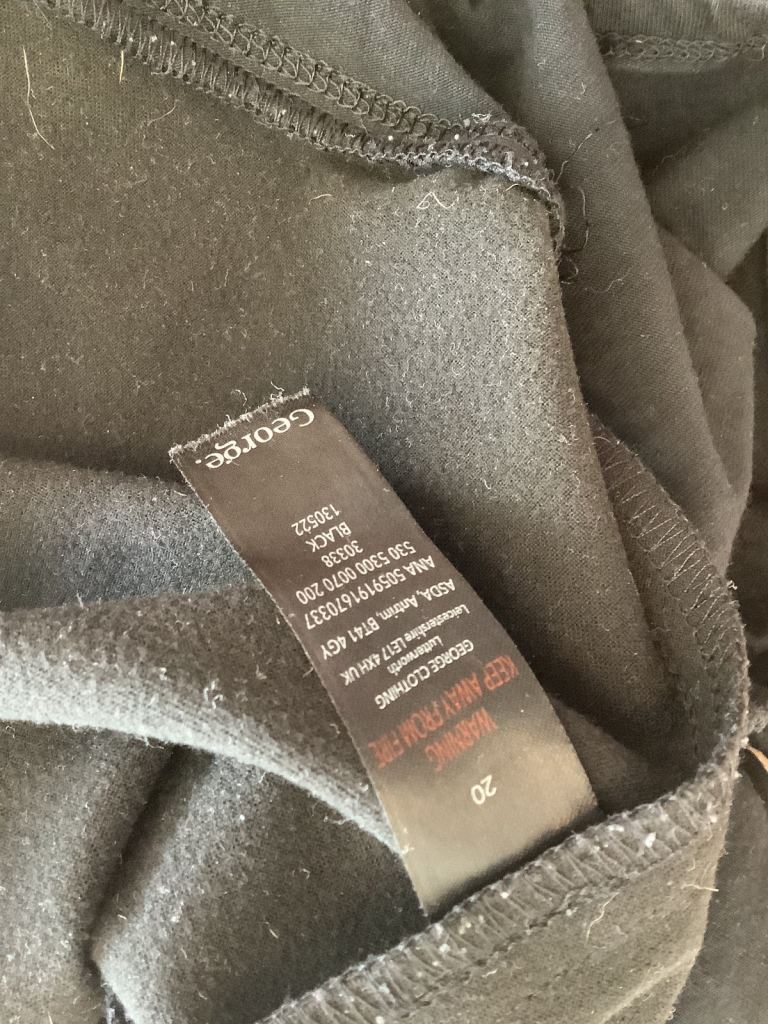 20
WARNING
KEEP AWAY FROM FIRE
GEORGE CLOTHING
Lutterworth
Leicestershire LE17 4XH UK
ASDA, Antrim, BT41 4GY
ANA 5059191670337
530 5300 0070 200
30338
BLACK
130522
George.